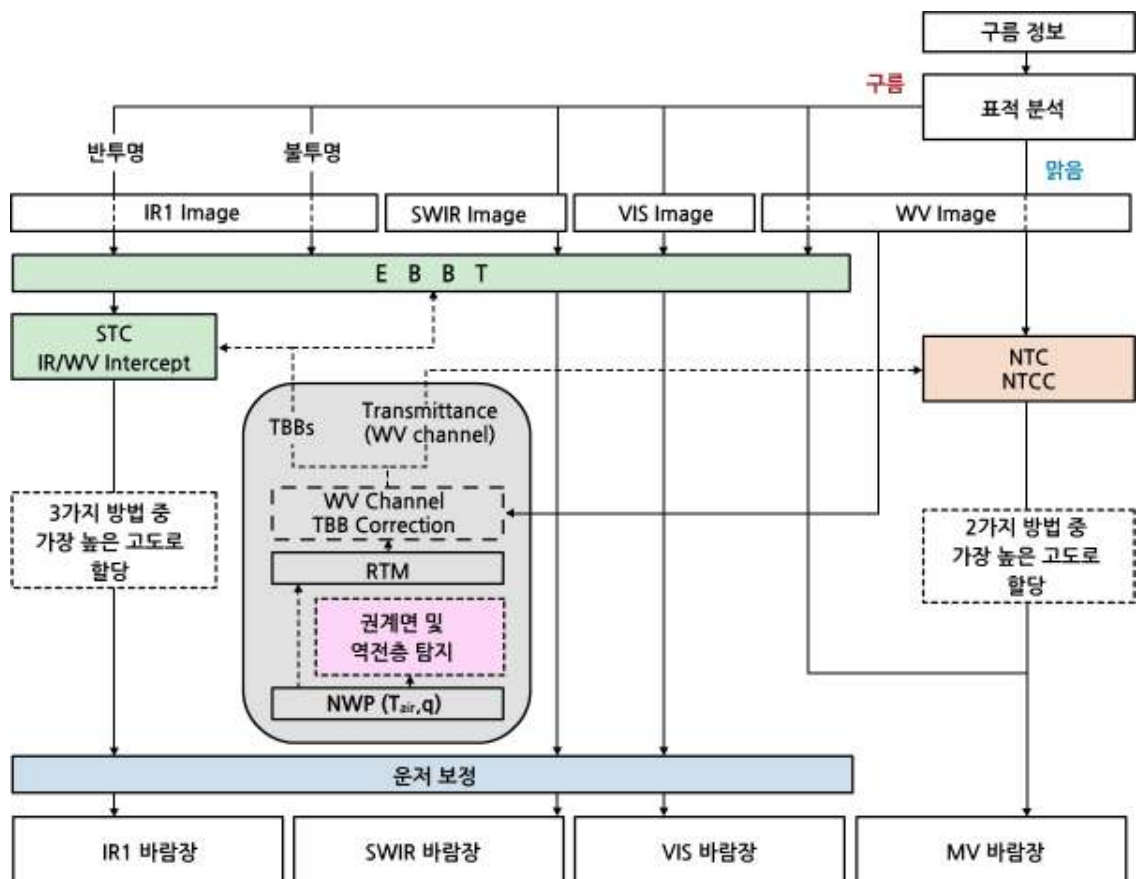 구름 정보
구름
표적 분석
반투명
불투명
맑음
IR1 Image
SWIR Image
VIS Image
WV Image
E B B T
STC
IR/WV Intercept
NTC
NTCC
TBBs
Transmittance
(WV channel)
WV Channel
TBB Correction
3가지 방법 중
가장 높은 고도로
할당
2가지 방법 중
가장 높은 고도로
할당
RTM
권계면 및
역전층 탐지
NWP (Tair,q)
운저 보정
IR1 바람장
SWIR 바람장
VIS 바람장
MV 바람장